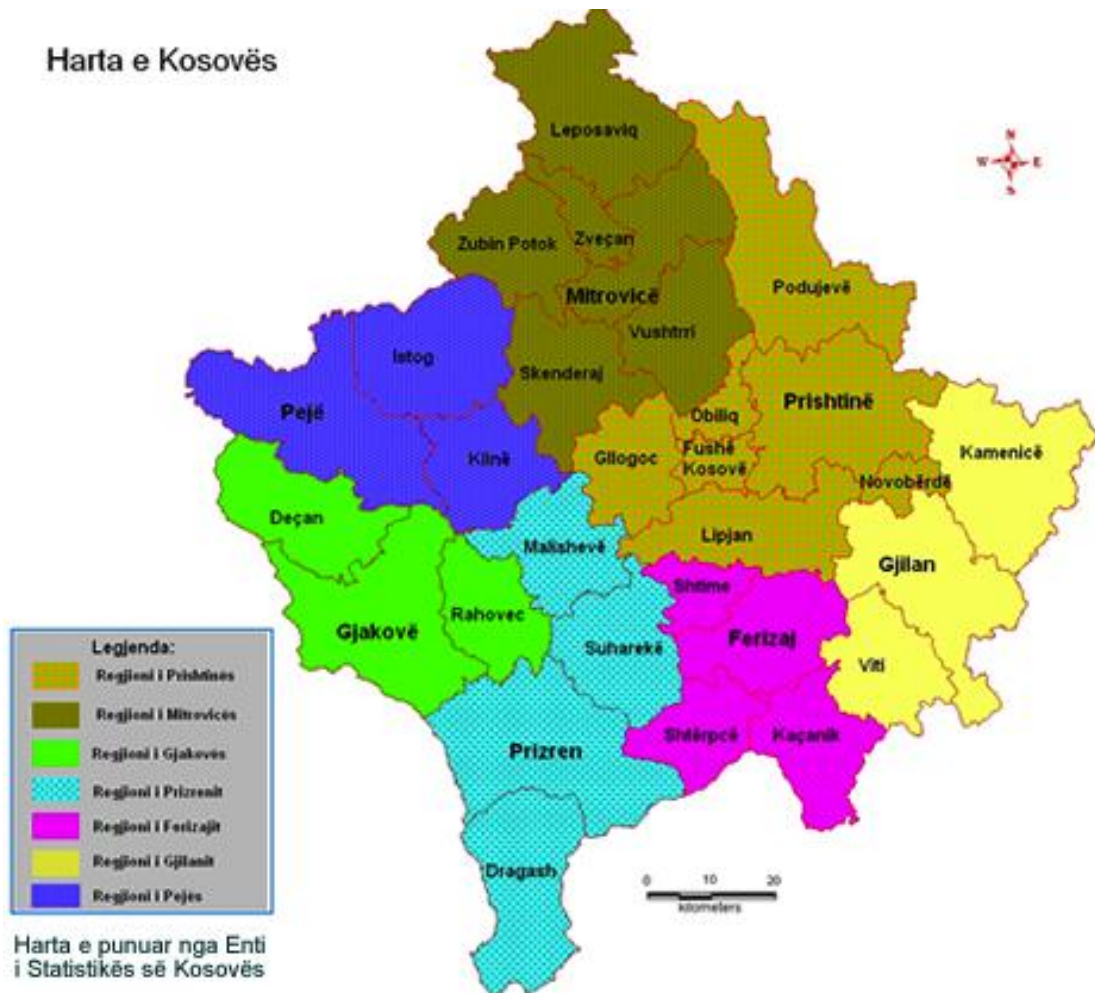 Harta e Kosovës
N
W E
S
Leposaviq
Zubin Potok
Zveçan
Podujevë
Mitrovicë
Vushtrri
Istog
Skenderaj
Pejë
Obiliq
Prishtinë
Klinë
Gllogoc
Fushë
Kosovë
Kamenicë
Novobërdë
Deçan
Malishevë
Lipjan
Gjilan
Shtime
Rahovec
Gjakovë
Suharekë
Ferizaj
Viti
Prizren
Shtërpcë
Kaçanik
Dragash
0 10 20
kilometers
Legjenda:
Regjioni i Prishtinës
Regjioni i Mitrovicës
Regjioni i Gjakovës
Regjioni i Prizrenit
Regjioni i Ferizajit
Regjioni i Gjilanit
Regjioni i Pejës
Harta e punuar nga Enti
i Statistikës së Kosovës